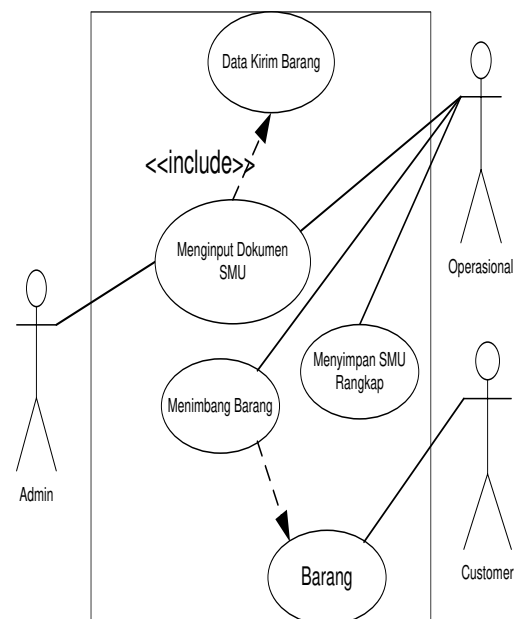 Data Kirim Barang
<<include>>
Menginput Dokumen
SMU
Operasional
Menyimpan SMU
Rangkap
Menimbang Barang
Admin
Barang
Customer